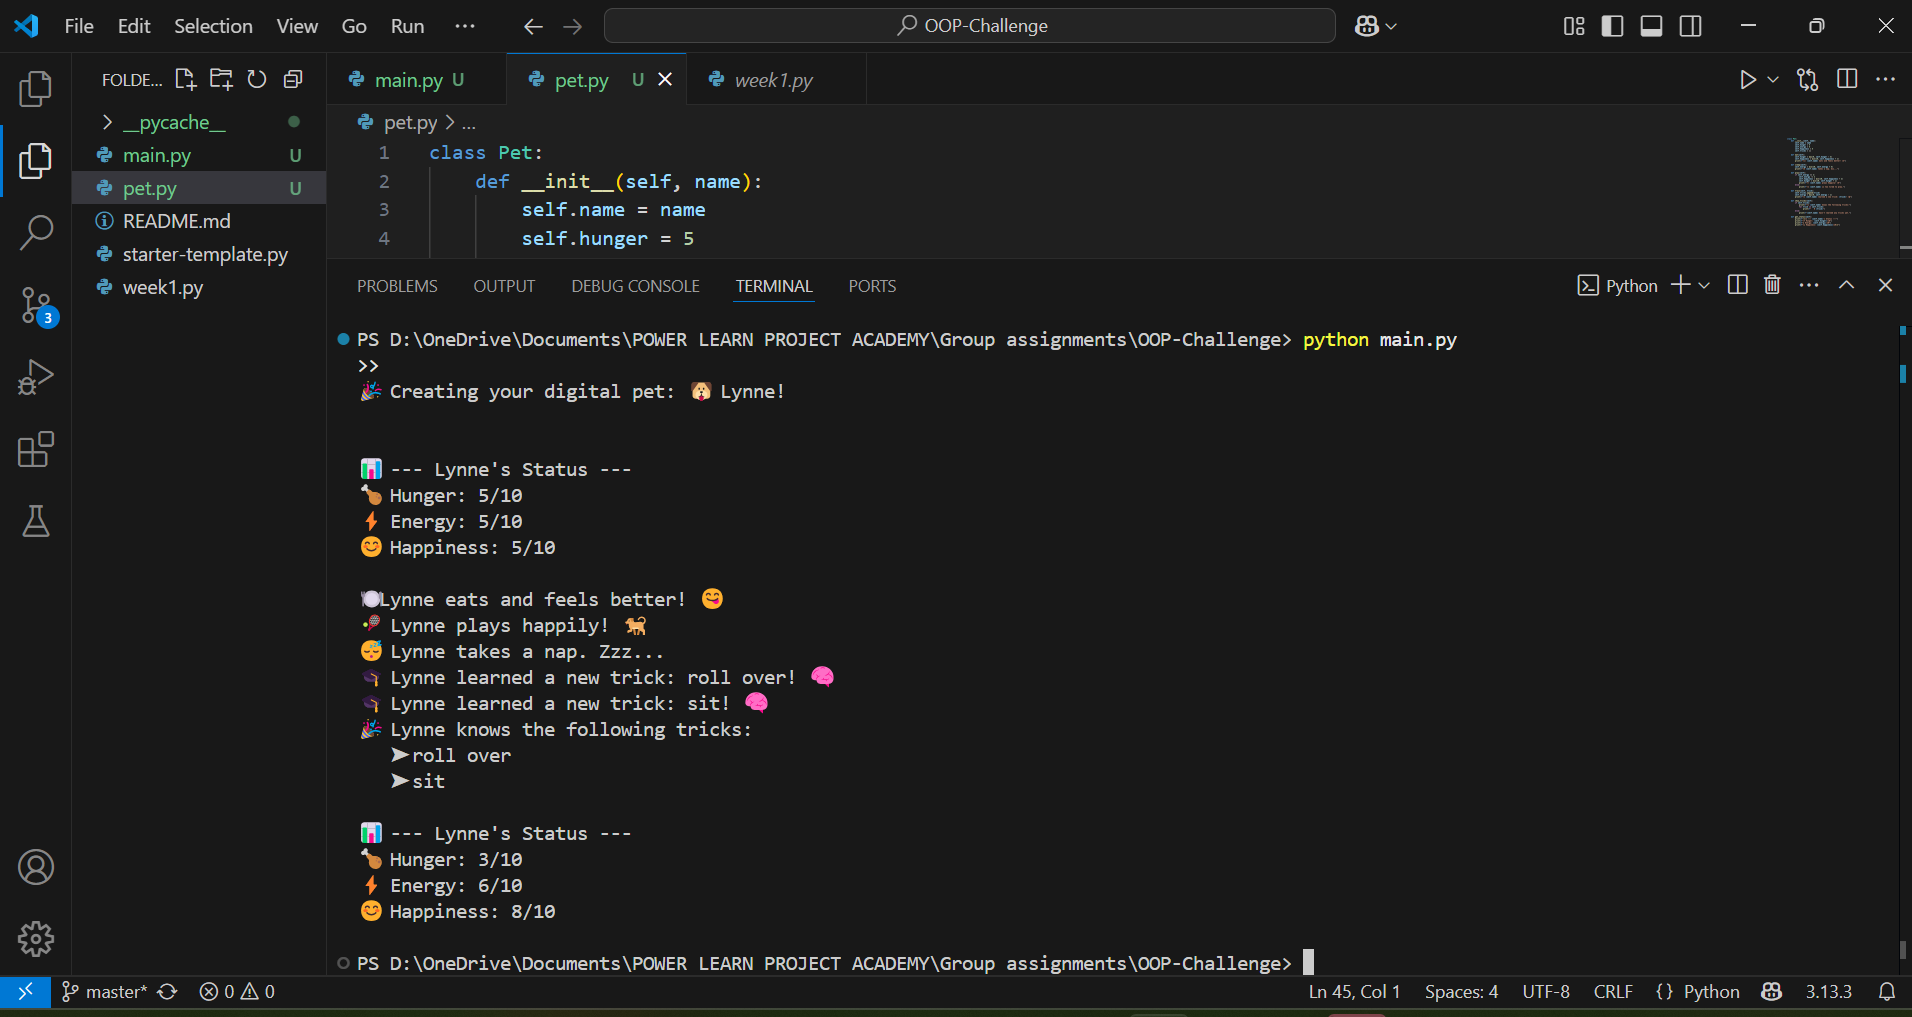 File Edit Selection View Go Run ··· OOP-Challenge
FOLDE...
main.py U
pet.py U
week1.py
__pycache__
main.py U
pet.py U
README.md
starter-template.py
week1.py
3
pet.py > ...
1 class Pet:
2 def __init__(self, name):
3 self.name = name
4 self.hunger = 5
PROBLEMS OUTPUT DEBUG CONSOLE TERMINAL PORTS Python
PS D:\OneDrive\Documents\POWER LEARN PROJECT ACADEMY\Group assignments\OOP-Challenge> python main.py
>>
🎉 Creating your digital pet: 🐶 Lynne!
📊 --- Lynne's Status ---
🍗 Hunger: 5/10
⚡ Energy: 5/10
😊 Happiness: 5/10
🍽️Lynne eats and feels better! 😋
🎾 Lynne plays happily! 🐕
😴 Lynne takes a nap. Zzz...
🎓 Lynne learned a new trick: roll over! 🧠
🎓 Lynne learned a new trick: sit! 🧠
🎉 Lynne knows the following tricks:
➤roll over
➤sit
📊 --- Lynne's Status ---
🍗 Hunger: 3/10
⚡ Energy: 6/10
😊 Happiness: 8/10
PS D:\OneDrive\Documents\POWER LEARN PROJECT ACADEMY\Group assignments\OOP-Challenge>
master* 0 0 Ln 45, Col 1 Spaces: 4 UTF-8 CRLF {} Python 3.13.3